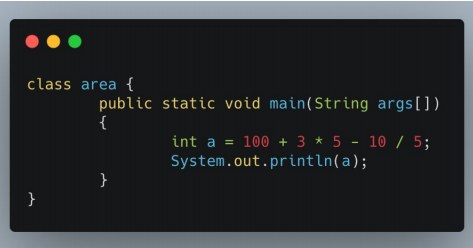 class area {
public static void main(String args[])
{
int a = 100 + 3 * 5 - 10 / 5;
System.out.println(a);
}
}